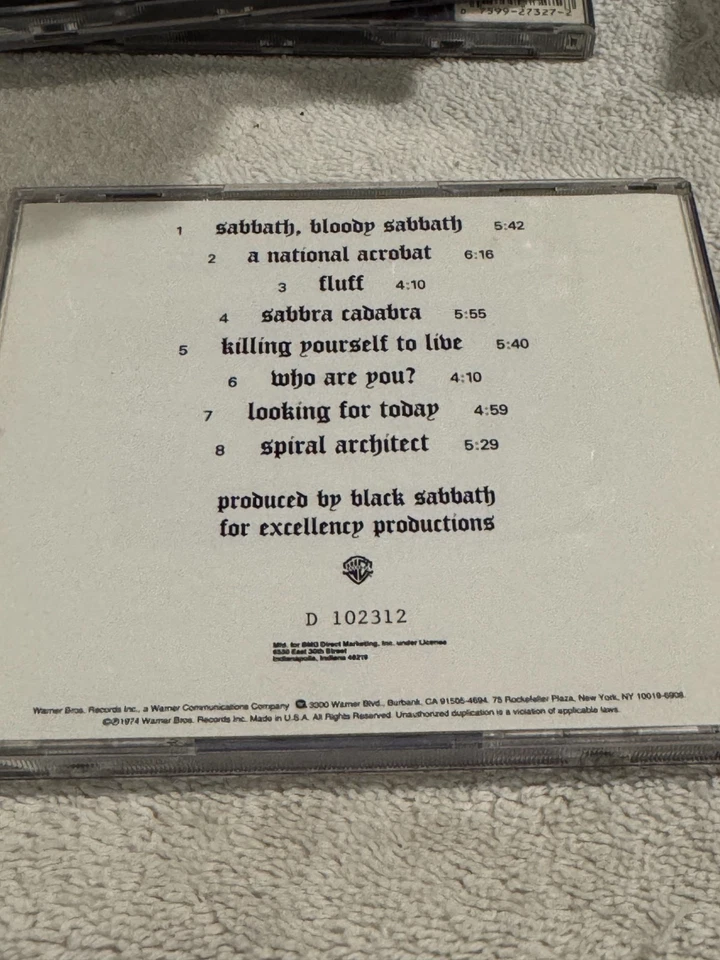 0 7599-27327-2
1 sabbath, bloody sabbath 5:42
2 a national acrobat 6:16
3 fluff 4:10
4 sabbra cadabra 5:55
5 killing yourself to live 5:40
6 who are you? 4:10
7 looking for today 4:59
8 spiral architect 5:29
produced by black sabbath
for excellency productions
D 102312
Mfd. for BMG Direct Marketing, Inc. under License
6550 East 30th Street
Indianapolis, Indiana 46219
Warner Bros. Records Inc., a Warner Communications Company 3300 Warner Blvd., Burbank, CA 91505-4694. 75 Rockefeller Plaza, New York, NY 10019-6908.
©℗1974 Warner Bros. Records Inc. Made in U.S.A. All Rights Reserved. Unauthorized duplication is a violation of applicable laws.